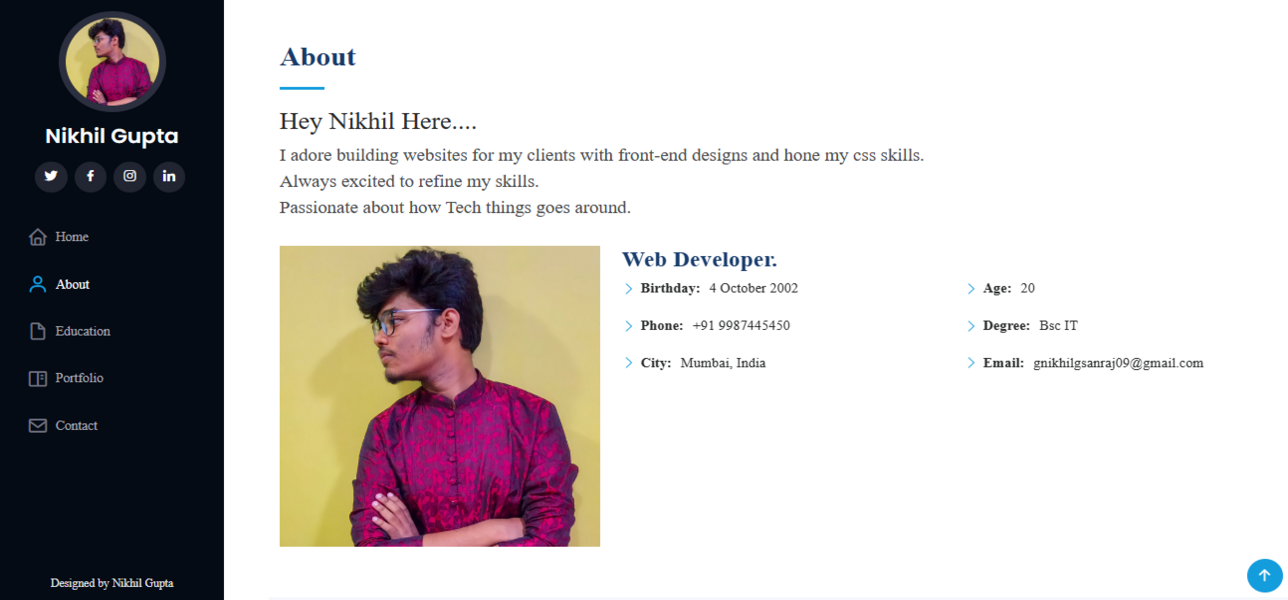 Nikhil Gupta
Home
About
Education
Portfolio
Contact
Designed by Nikhil Gupta
About
Hey Nikhil Here....
I adore building websites for my clients with front-end designs and hone my css skills.
Always excited to refine my skills.
Passionate about how Tech things goes around.
Web Developer.
Birthday: 4 October 2002
Age: 20
Phone: +91 9987445450
Degree: Bsc IT
City: Mumbai, India
Email: gnikhilgsanraj09@gmail.com